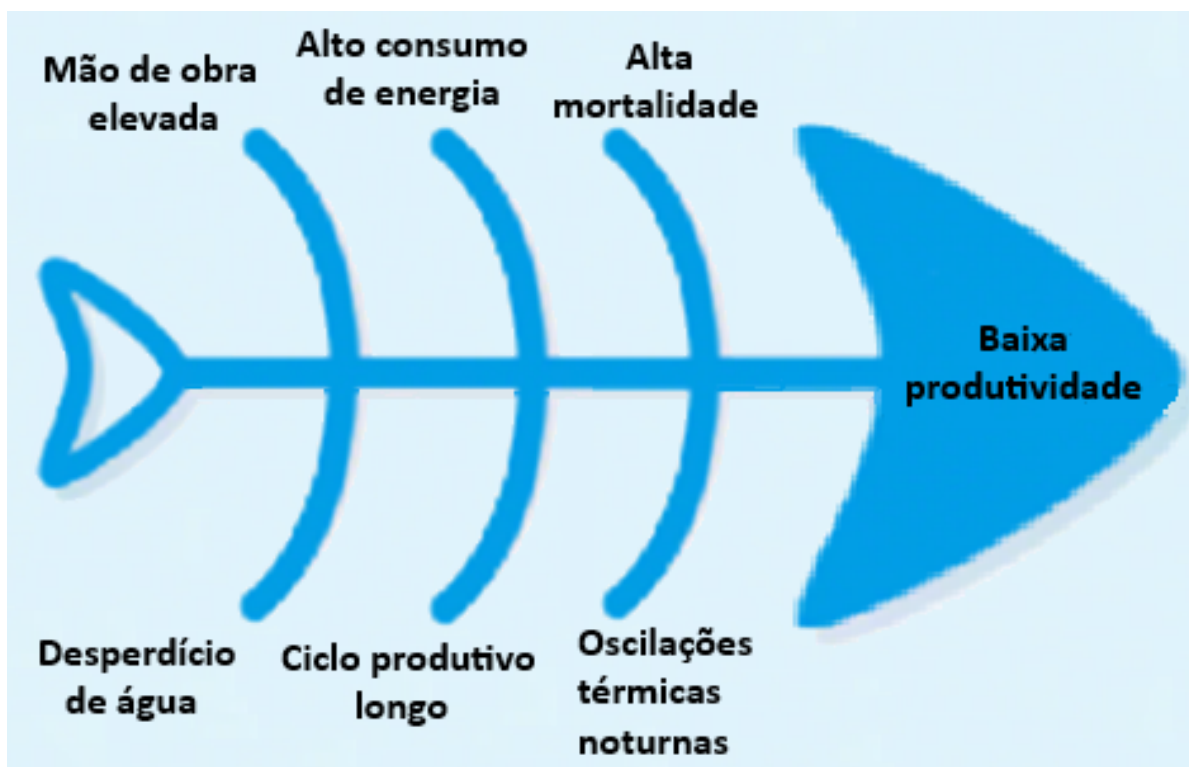 Mão de obra
elevada
Alto consumo
de energia
Alta
mortalidade
Baixa
produtividade
Desperdício
de água
Ciclo produtivo
longo
Oscilações
térmicas
noturnas